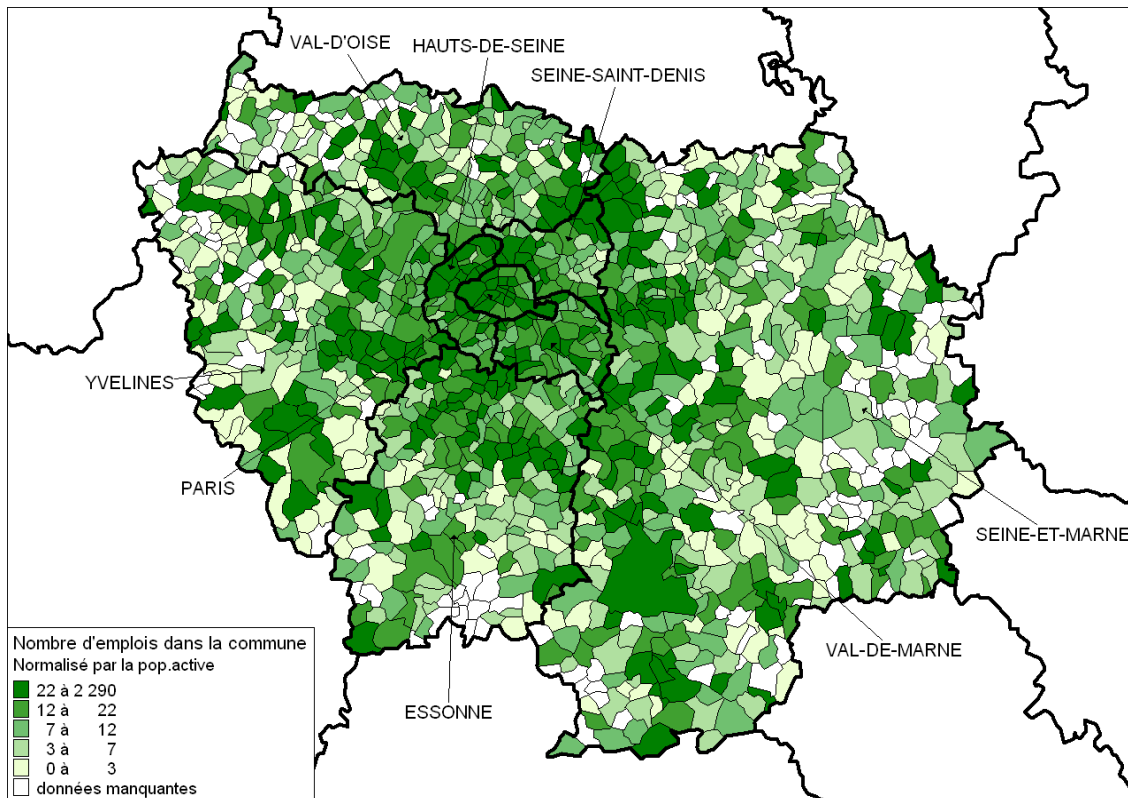 VAL-D'OISE
HAUTS-DE-SEINE
SEINE-SAINT-DENIS
YVELINES
PARIS
SEINE-ET-MARNE
VAL-DE-MARNE
ESSONNE
Nombre d'emplois dans la commune
Normalisé par la pop.active
22 à 2 290
12 à 22
7 à 12
3 à 7
0 à 3
données manquantes